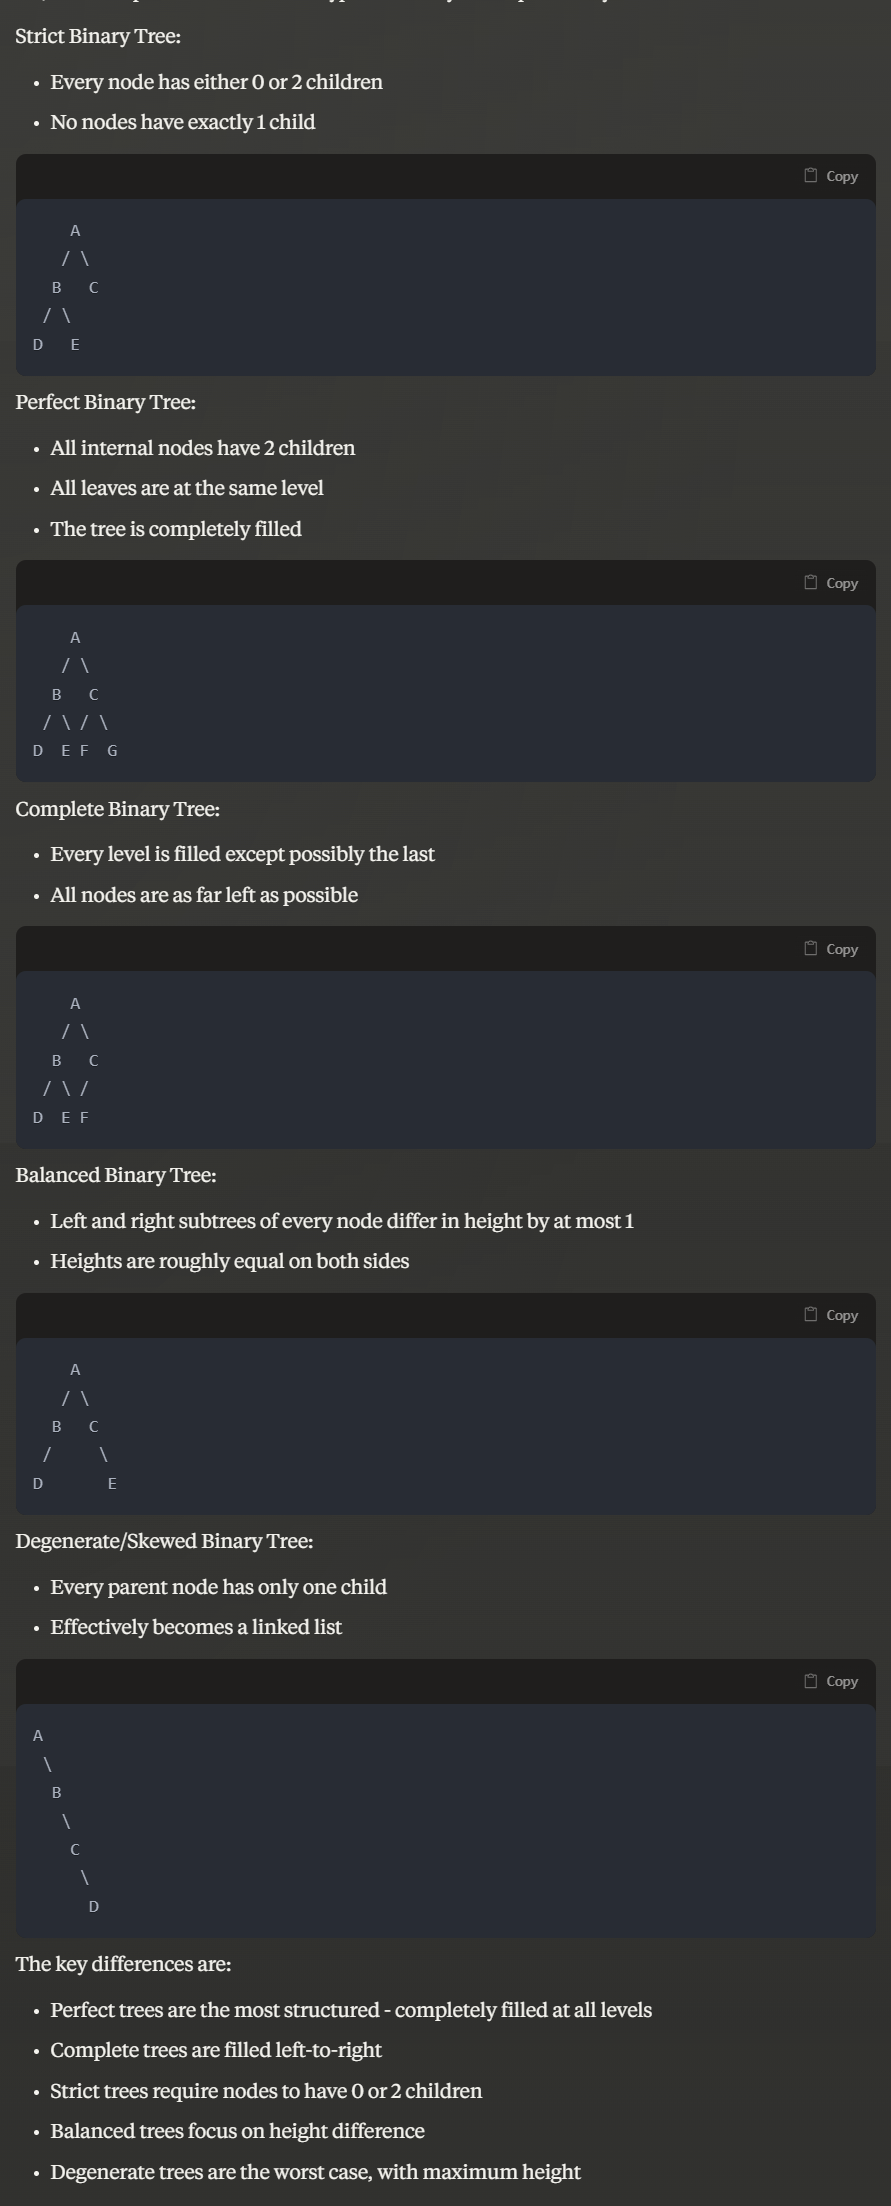 Strict Binary Tree:
• Every node has either 0 or 2 children
• No nodes have exactly 1 child
Copy
    A
   / \
  B   C
 / \
D   E
Perfect Binary Tree:
• All internal nodes have 2 children
• All leaves are at the same level
• The tree is completely filled
Copy
    A
   / \
  B   C
 / \ / \
D  E F  G
Complete Binary Tree:
• Every level is filled except possibly the last
• All nodes are as far left as possible
Copy
    A
   / \
  B   C
 / \ /
D  E F
Balanced Binary Tree:
• Left and right subtrees of every node differ in height by at most 1
• Heights are roughly equal on both sides
Copy
    A
   / \
  B   C
 /     \
D       E
Degenerate/Skewed Binary Tree:
• Every parent node has only one child
• Effectively becomes a linked list
Copy
A
 \
  B
   \
    C
     \
      D
The key differences are:
• Perfect trees are the most structured - completely filled at all levels
• Complete trees are filled left-to-right
• Strict trees require nodes to have 0 or 2 children
• Balanced trees focus on height difference
• Degenerate trees are the worst case, with maximum height